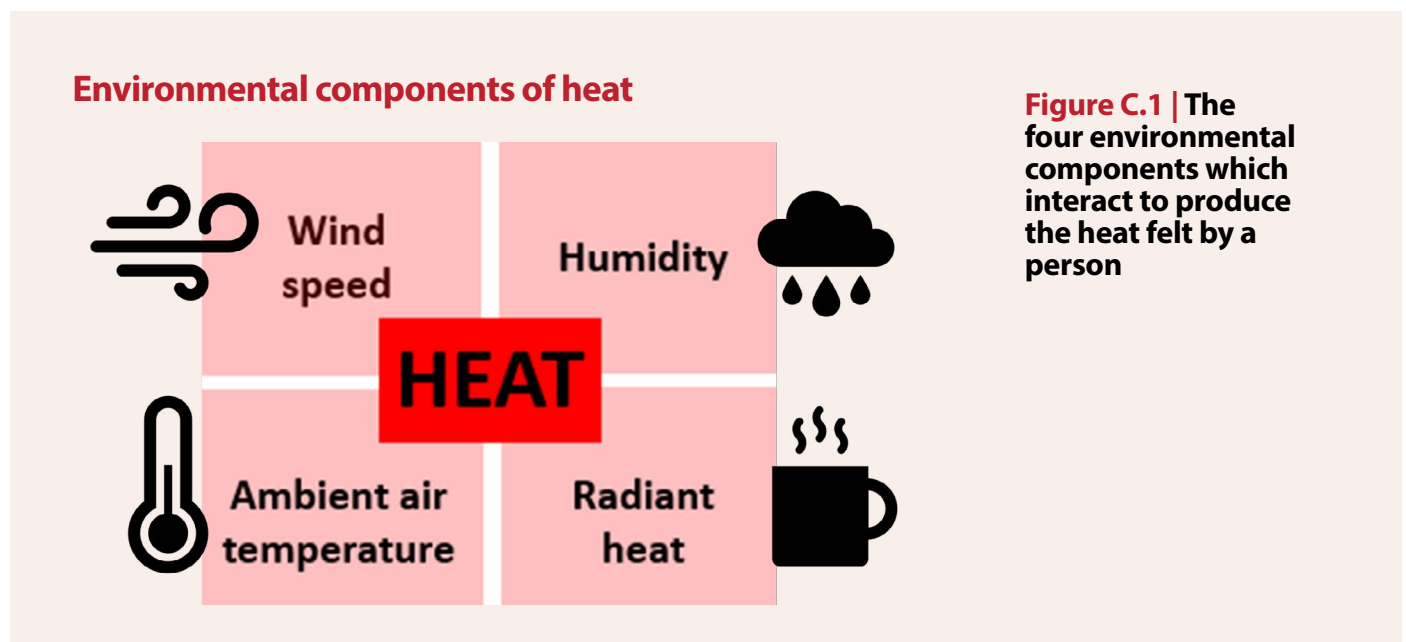 Environmental components of heat
Wind
speed
Humidity
HEAT
Ambient air
temperature
Radiant
heat
Figure C.1 | The
four environmental
components which
interact to produce
the heat felt by a
person